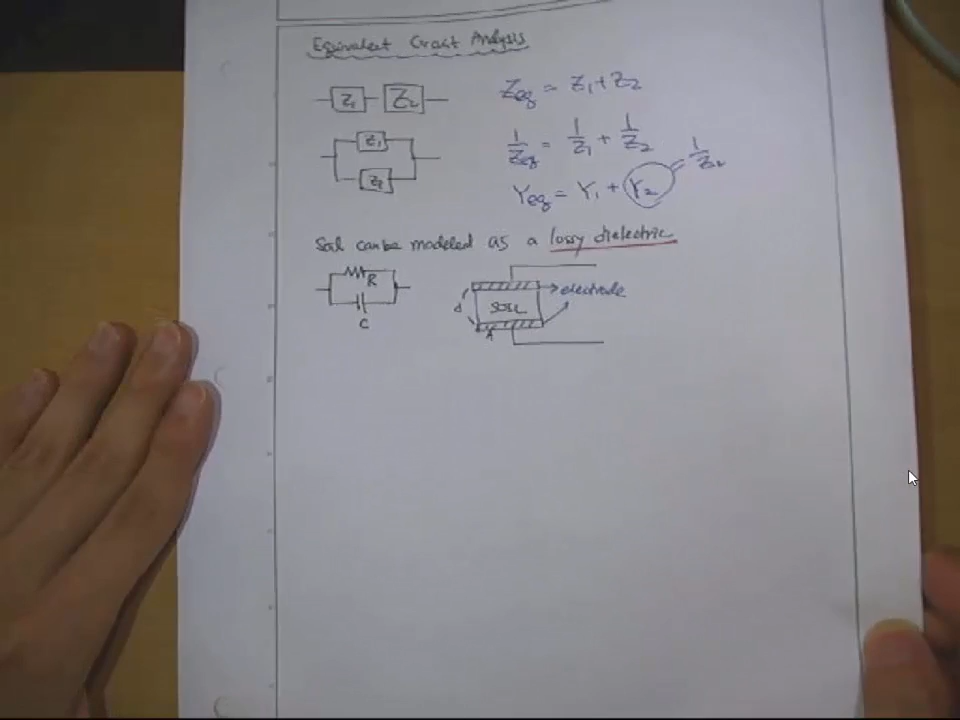 Equivalent Circuit Analysis
Z1 Z2 Zeq = Z1 + Z2
Z1
1/Zeq = 1/Z1 + 1/Z2
Z2
Yeq = Y1 + Y2 = 1/Z2
Soil can be modeled as a lossy dielectric
R
C
d
SOIL
A
electrode